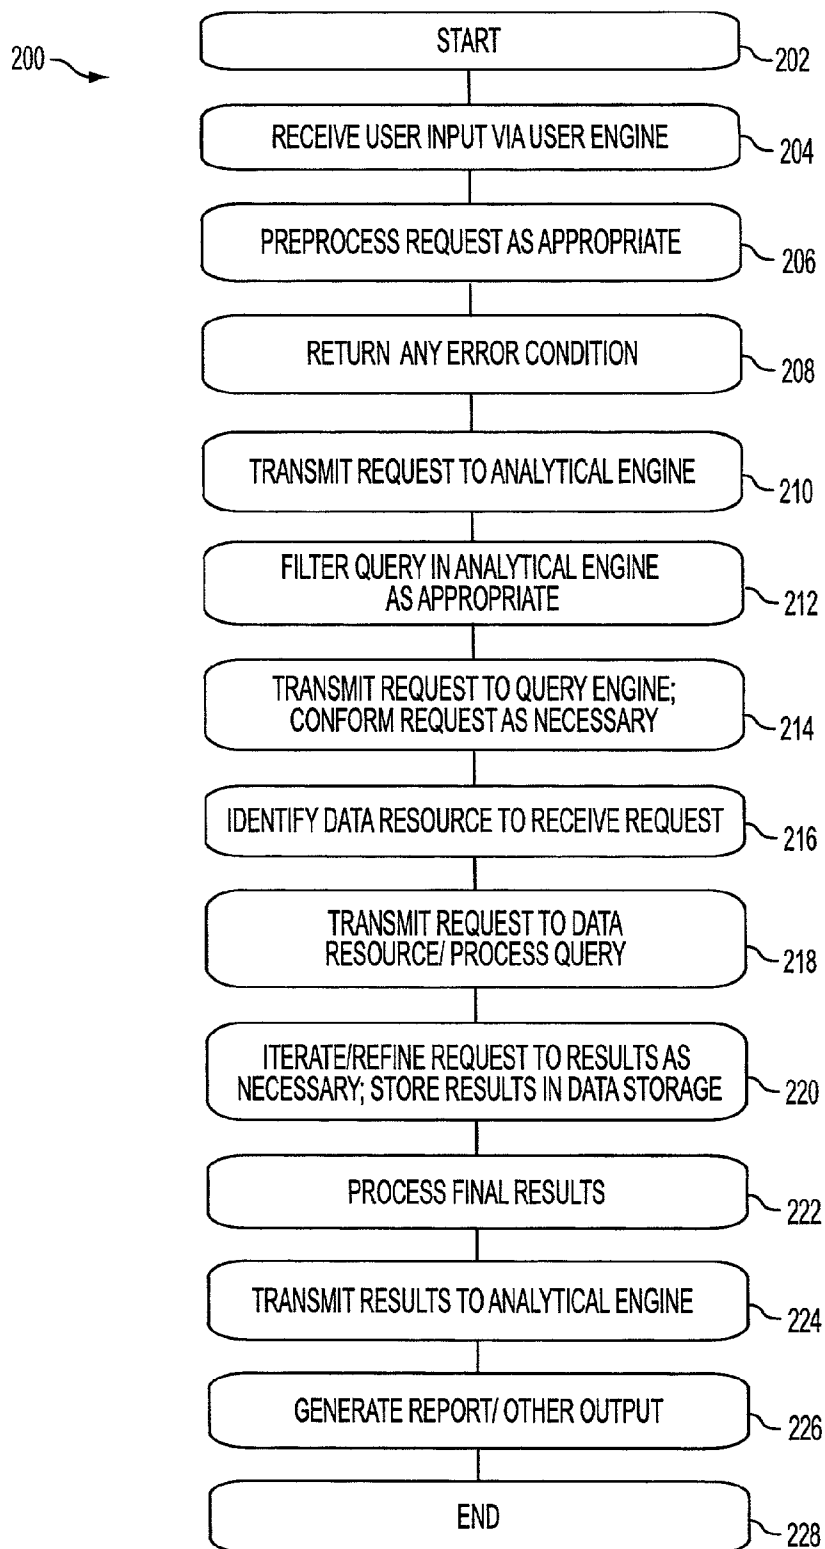 200
START
202
RECEIVE USER INPUT VIA USER ENGINE
204
PREPROCESS REQUEST AS APPROPRIATE
206
RETURN ANY ERROR CONDITION
208
TRANSMIT REQUEST TO ANALYTICAL ENGINE
210
FILTER QUERY IN ANALYTICAL ENGINE
AS APPROPRIATE
212
TRANSMIT REQUEST TO QUERY ENGINE;
CONFORM REQUEST AS NECESSARY
214
IDENTIFY DATA RESOURCE TO RECEIVE REQUEST
216
TRANSMIT REQUEST TO DATA
RESOURCE/ PROCESS QUERY
218
ITERATE/REFINE REQUEST TO RESULTS AS
NECESSARY; STORE RESULTS IN DATA STORAGE
220
PROCESS FINAL RESULTS
222
TRANSMIT RESULTS TO ANALYTICAL ENGINE
224
GENERATE REPORT/ OTHER OUTPUT
226
END
228